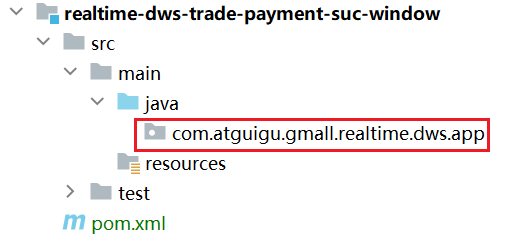 realtime-dws-trade-payment-suc-window
src
main
java
com.atguigu.gmall.realtime.dws.app
resources
test
m pom.xml